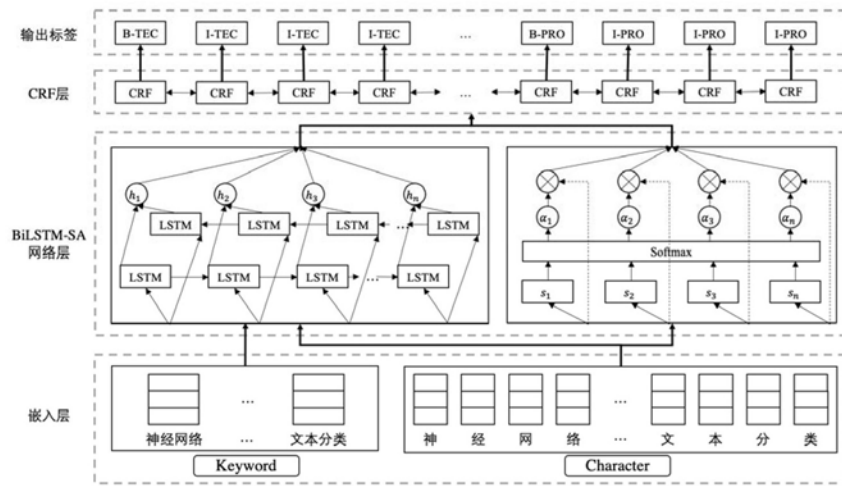 输出标签 B-TEC I-TEC I-TEC I-TEC ... B-PRO I-PRO I-PRO I-PRO
CRF层 CRF CRF CRF CRF ... CRF CRF CRF CRF
BiLSTM-SA
网络层
h₁ h₂ h₃ hₙ
LSTM LSTM LSTM ... LSTM
LSTM LSTM LSTM ... LSTM
α₁ α₂ α₃ αₙ
Softmax
s₁ s₂ s₃ sₙ
嵌入层
... ...
神经网络 ... 文本分类
神 经 网 络 ... 文 本 分 类
Keyword
Character